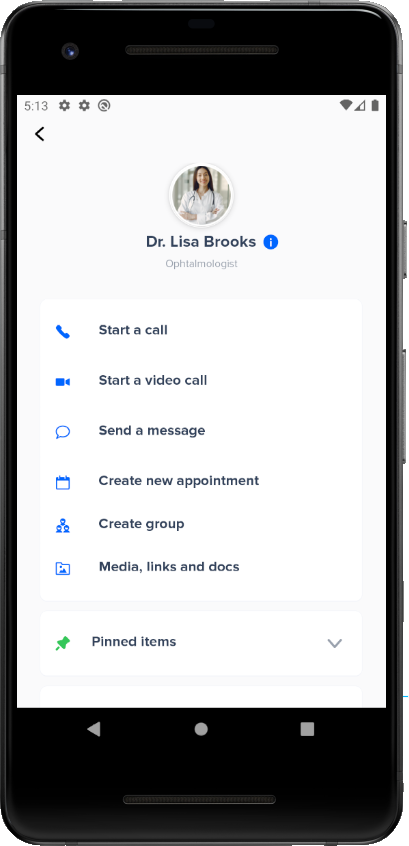 5:13
Dr. Lisa Brooks
Ophtalmologist
Start a call
Start a video call
Send a message
Create new appointment
Create group
Media, links and docs
Pinned items